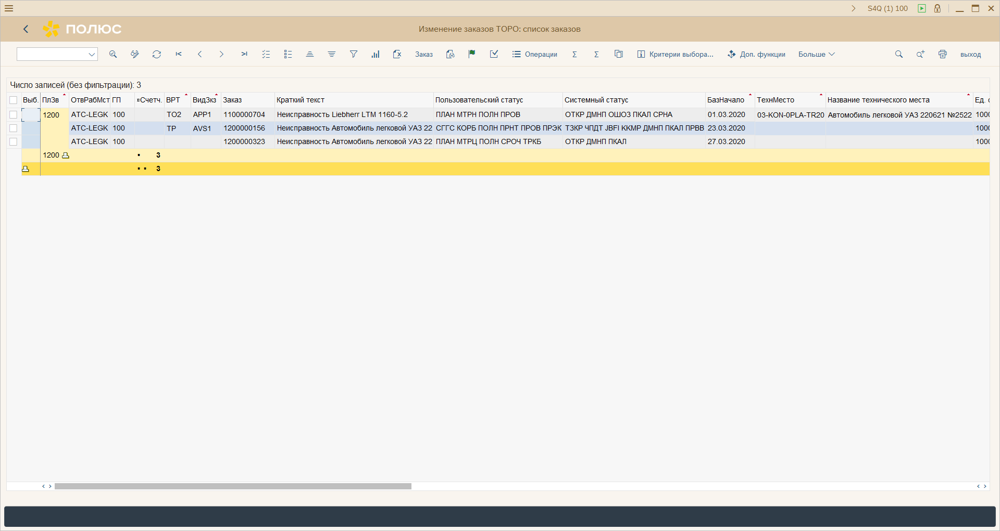 S4Q (1) 100
ПОЛЮС
Изменение заказов ТОРО: список заказов
Заказ Операции Σ Σ Критерии выбора... Доп. функции Больше выход
Число записей (без фильтрации): 3
Выб. ПлЗв ОтвРабМст ГП ¤Счетч. ВРТ ВидЗкз Заказ Краткий текст Пользовательский статус Системный статус БазНачало ТехнМесто Название технического места Ед.
1200 ATC-LEGK 100 ТО2 APP1 1100000704 Неисправность Liebherr LTM 1160-5.2 ПЛАН МТРН ПОЛН ПРОВ ОТКР ДМНП ОШОЗ ПКАЛ СРНА 01.03.2020 03-KON-0PLA-TR20 Автомобиль легковой УАЗ 220621 №2522 100
ATC-LEGK 100 ТР AVS1 1200000156 Неисправность Автомобиль легковой УАЗ 22 СГГС КОРБ ПОЛН ПРНТ ПРОВ ПРЭК ТЗКР ЧПДТ JBFI ККМР ДМНП ПКАЛ ПРВВ 23.03.2020 100
ATC-LEGK 100 1200000323 Неисправность Автомобиль легковой УАЗ 22 ПЛАН МТРЦ ПОЛН СРОЧ ТРКБ ОТКР ДМНП ПКАЛ 27.03.2020 100
1200 ▪ 3
▪ ▪ 3